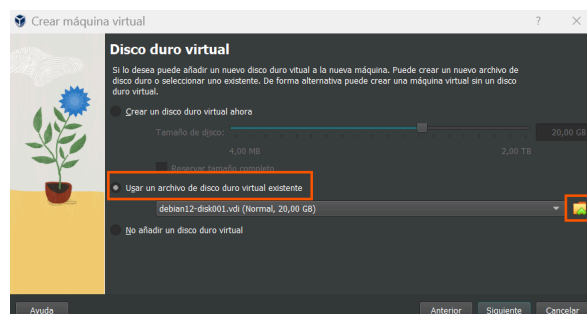 Crear máquina virtual
Disco duro virtual
Si lo desea puede añadir un nuevo disco duro vitual a la nueva máquina. Puede crear un nuevo archivo de
disco duro o seleccionar uno existente. De forma alternativa puede crear una máquina virtual sin un disco
duro virtual.
Crear un disco duro virtual ahora
Tamaño de disco:
20,00 GB
4,00 MB
2,00 TB
Reservar tamaño completo
Usar un archivo de disco duro virtual existente
debian12-disk001.vdi (Normal, 20,00 GB)
No añadir un disco duro virtual
Ayuda
Anterior
Siguiente
Cancelar